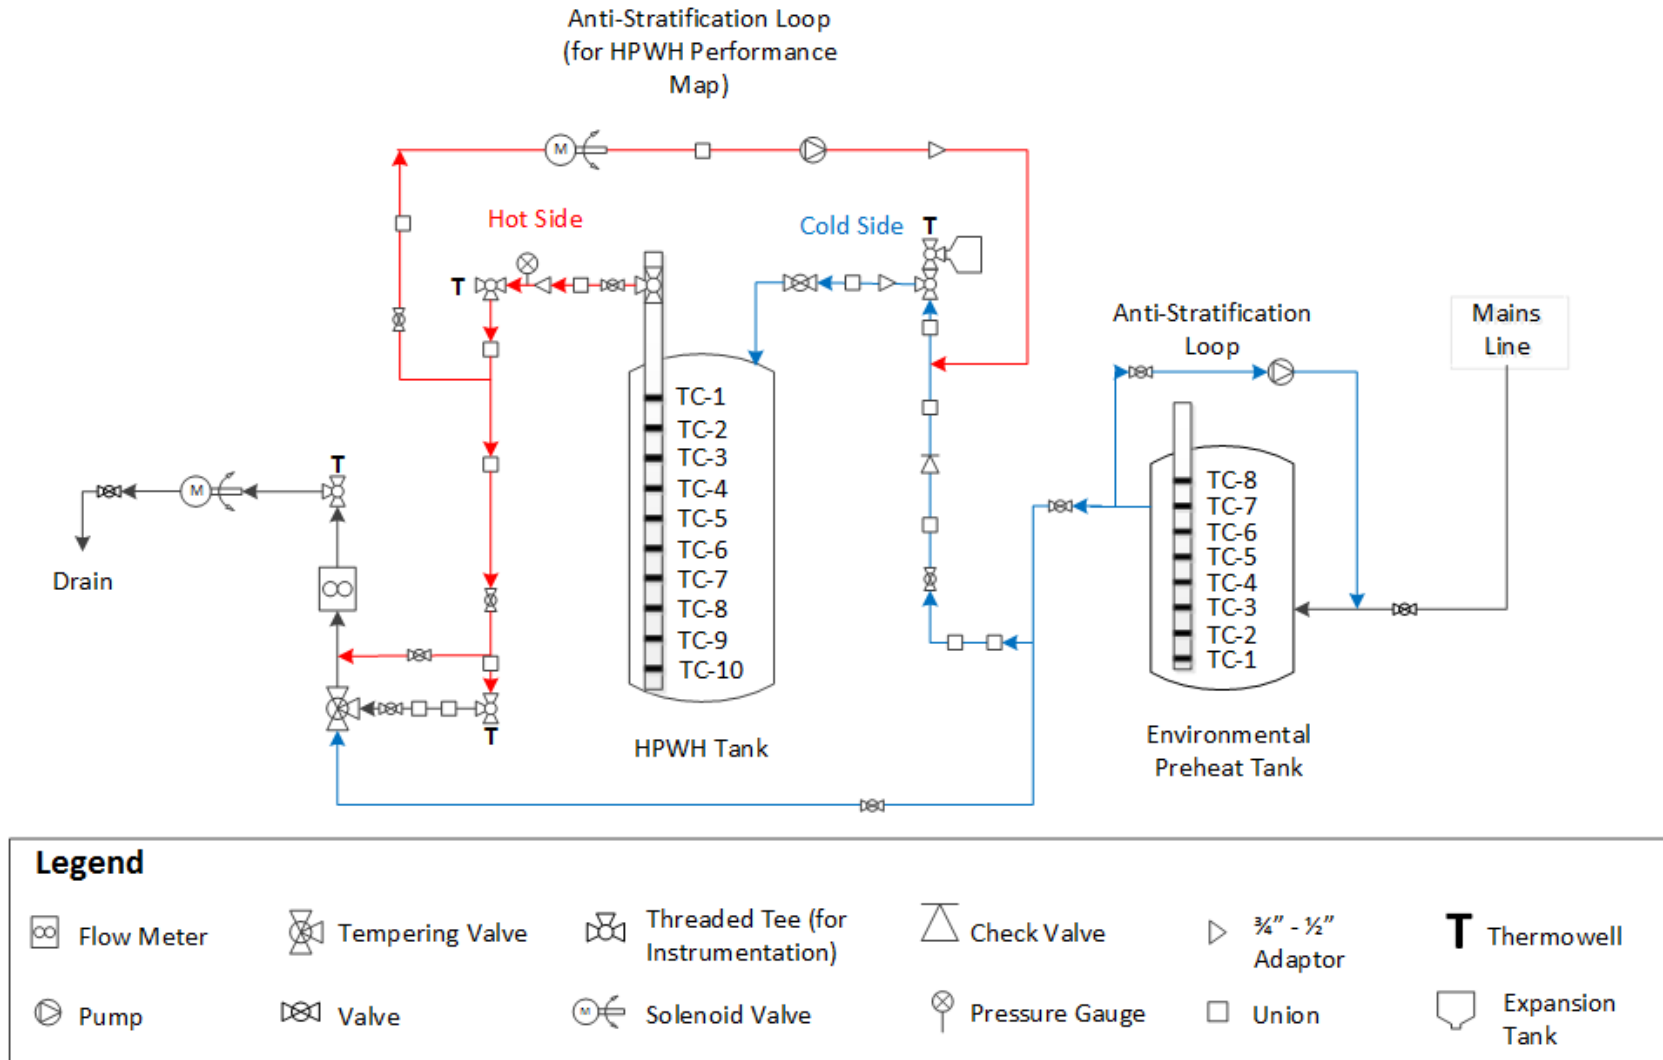 Anti-Stratification Loop
(for HPWH Performance
Map)
M
Hot Side
Cold Side
T
T
Anti-Stratification
Loop
Mains
Line
TC-1
TC-2
TC-3
TC-4
TC-5
TC-6
TC-7
TC-8
TC-9
TC-10
HPWH Tank
TC-8
TC-7
TC-6
TC-5
TC-4
TC-3
TC-2
TC-1
Environmental
Preheat Tank
T
M
Drain
T
Legend
Flow Meter
Tempering Valve
Threaded Tee (for
Instrumentation)
Check Valve
¾” - ½”
Adaptor
T Thermowell
Pump
Valve
M
Solenoid Valve
Pressure Gauge
Union
Expansion
Tank